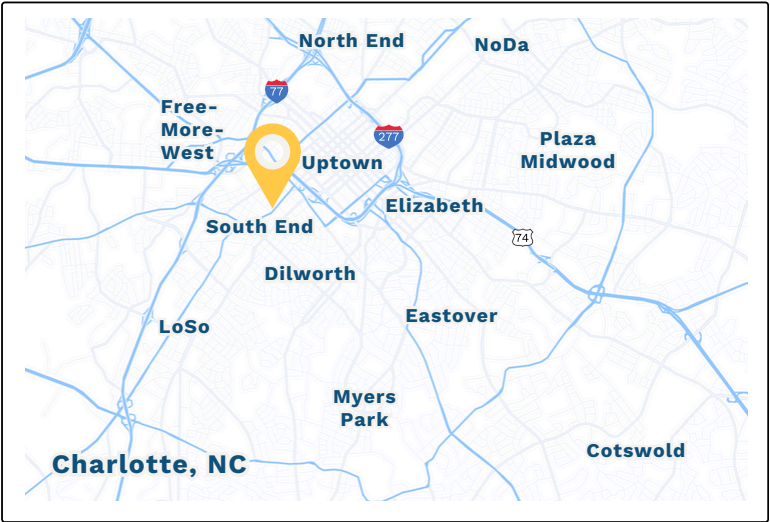 North End
NoDa
77
Free-
More-
West
277
Plaza
Midwood
Uptown
Elizabeth
South End
74
Dilworth
Eastover
LoSo
Myers
Park
Cotswold
Charlotte, NC